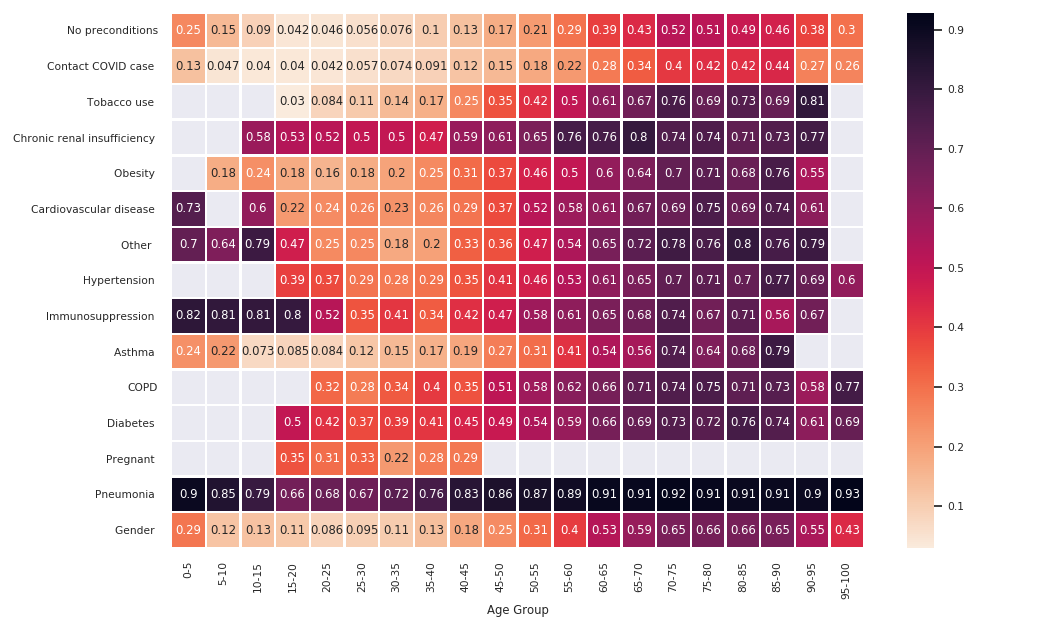 No preconditions 0.25 0.15 0.09 0.042 0.046 0.056 0.076 0.1 0.13 0.17 0.21 0.29 0.39 0.43 0.52 0.51 0.49 0.46 0.38 0.3
Contact COVID case 0.13 0.047 0.04 0.04 0.042 0.057 0.074 0.091 0.12 0.15 0.18 0.22 0.28 0.34 0.4 0.42 0.42 0.44 0.27 0.26
Tobacco use 0.03 0.084 0.11 0.14 0.17 0.25 0.35 0.42 0.5 0.61 0.67 0.76 0.69 0.73 0.69 0.81
Chronic renal insufficiency 0.58 0.53 0.52 0.5 0.5 0.47 0.59 0.61 0.65 0.76 0.76 0.8 0.74 0.74 0.71 0.73 0.77
Obesity 0.18 0.24 0.18 0.16 0.18 0.2 0.25 0.31 0.37 0.46 0.5 0.6 0.64 0.7 0.71 0.68 0.76 0.55
Cardiovascular disease 0.73 0.6 0.22 0.24 0.26 0.23 0.26 0.29 0.37 0.52 0.58 0.61 0.67 0.69 0.75 0.69 0.74 0.61
Other 0.7 0.64 0.79 0.47 0.25 0.25 0.18 0.2 0.33 0.36 0.47 0.54 0.65 0.72 0.78 0.76 0.8 0.76 0.79
Hypertension 0.39 0.37 0.29 0.28 0.29 0.35 0.41 0.46 0.53 0.61 0.65 0.7 0.71 0.7 0.77 0.69 0.6
Immunosuppression 0.82 0.81 0.81 0.8 0.52 0.35 0.41 0.34 0.42 0.47 0.58 0.61 0.65 0.68 0.74 0.67 0.71 0.56 0.67
Asthma 0.24 0.22 0.073 0.085 0.084 0.12 0.15 0.17 0.19 0.27 0.31 0.41 0.54 0.56 0.74 0.64 0.68 0.79
COPD 0.32 0.28 0.34 0.4 0.35 0.51 0.58 0.62 0.66 0.71 0.74 0.75 0.71 0.73 0.58 0.77
Diabetes 0.5 0.42 0.37 0.39 0.41 0.45 0.49 0.54 0.59 0.66 0.69 0.73 0.72 0.76 0.74 0.61 0.69
Pregnant 0.35 0.31 0.33 0.22 0.28 0.29
Pneumonia 0.9 0.85 0.79 0.66 0.68 0.67 0.72 0.76 0.83 0.86 0.87 0.89 0.91 0.91 0.92 0.91 0.91 0.91 0.9 0.93
Gender 0.29 0.12 0.13 0.11 0.086 0.095 0.11 0.13 0.18 0.25 0.31 0.4 0.53 0.59 0.65 0.66 0.66 0.65 0.55 0.43
0-5 5-10 10-15 15-20 20-25 25-30 30-35 35-40 40-45 45-50 50-55 55-60 60-65 65-70 70-75 75-80 80-85 85-90 90-95 95-100
Age Group
0.9
0.8
0.7
0.6
0.5
0.4
0.3
0.2
0.1